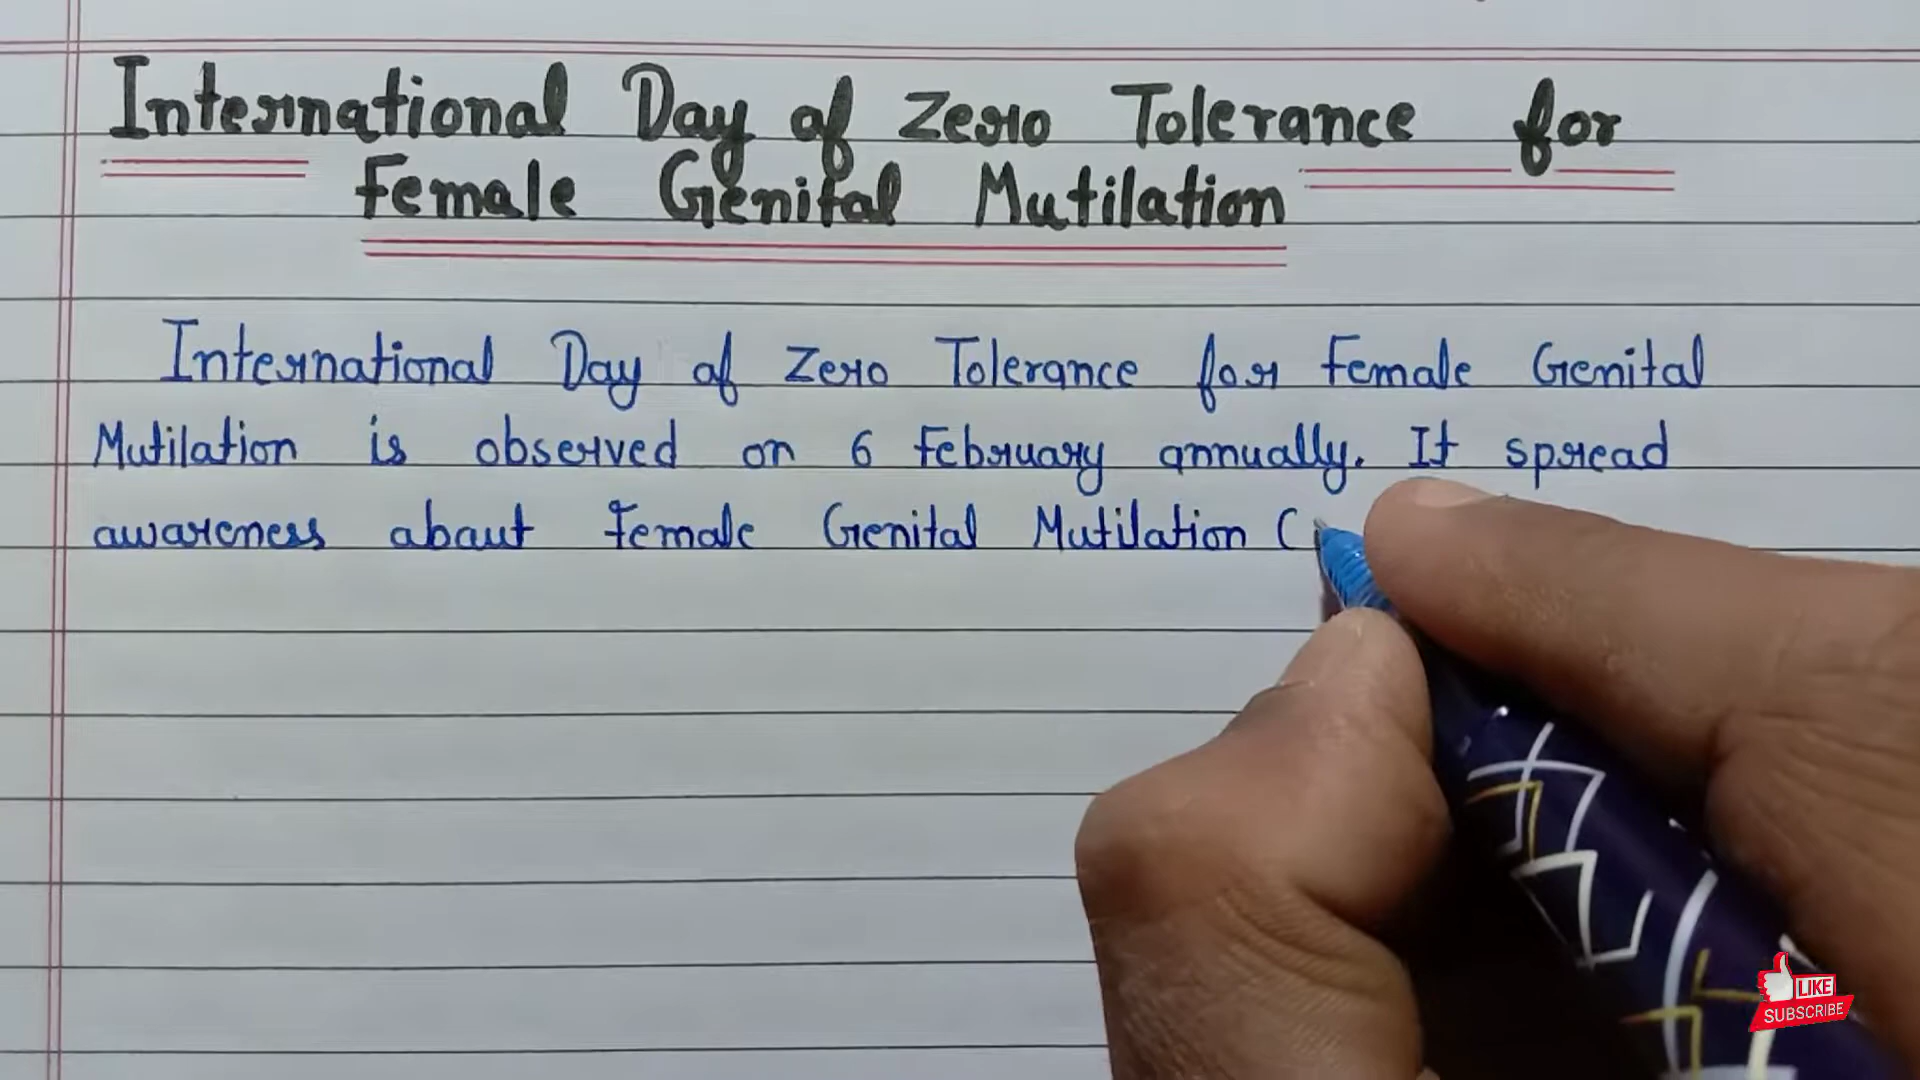 International Day of Zero Tolerance for
Female Genital Mutilation
International Day of Zero Tolerance for Female Genital
Mutilation is observed on 6 February annually. It spread
awareness about Female Genital Mutilation (
LIKE
SUBSCRIBE